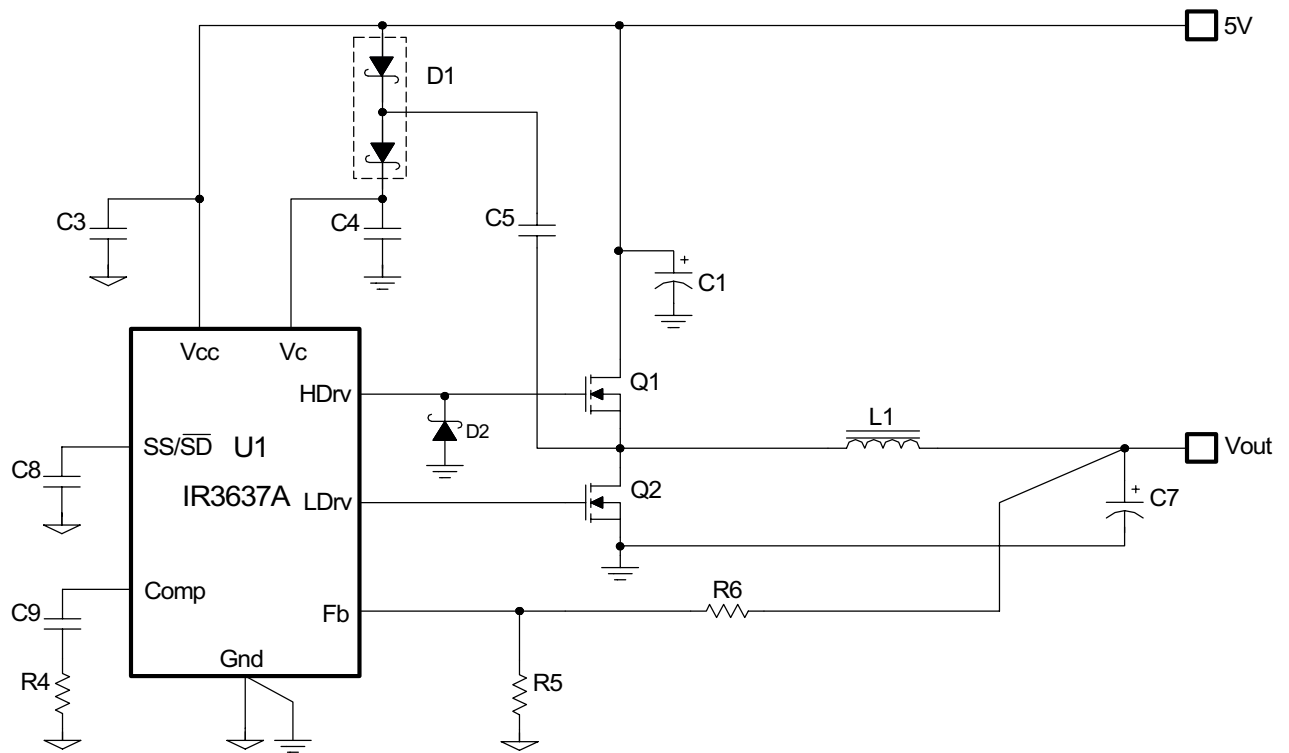 5V
D1
C3
C4
C5
+
C1
Vcc
Vc
HDrv
Q1
D2
L1
C8
SS/S̅D̅
U1
Vout
IR3637A
LDrv
Q2
+
C7
Comp
C9
R6
Fb
Gnd
R4
R5